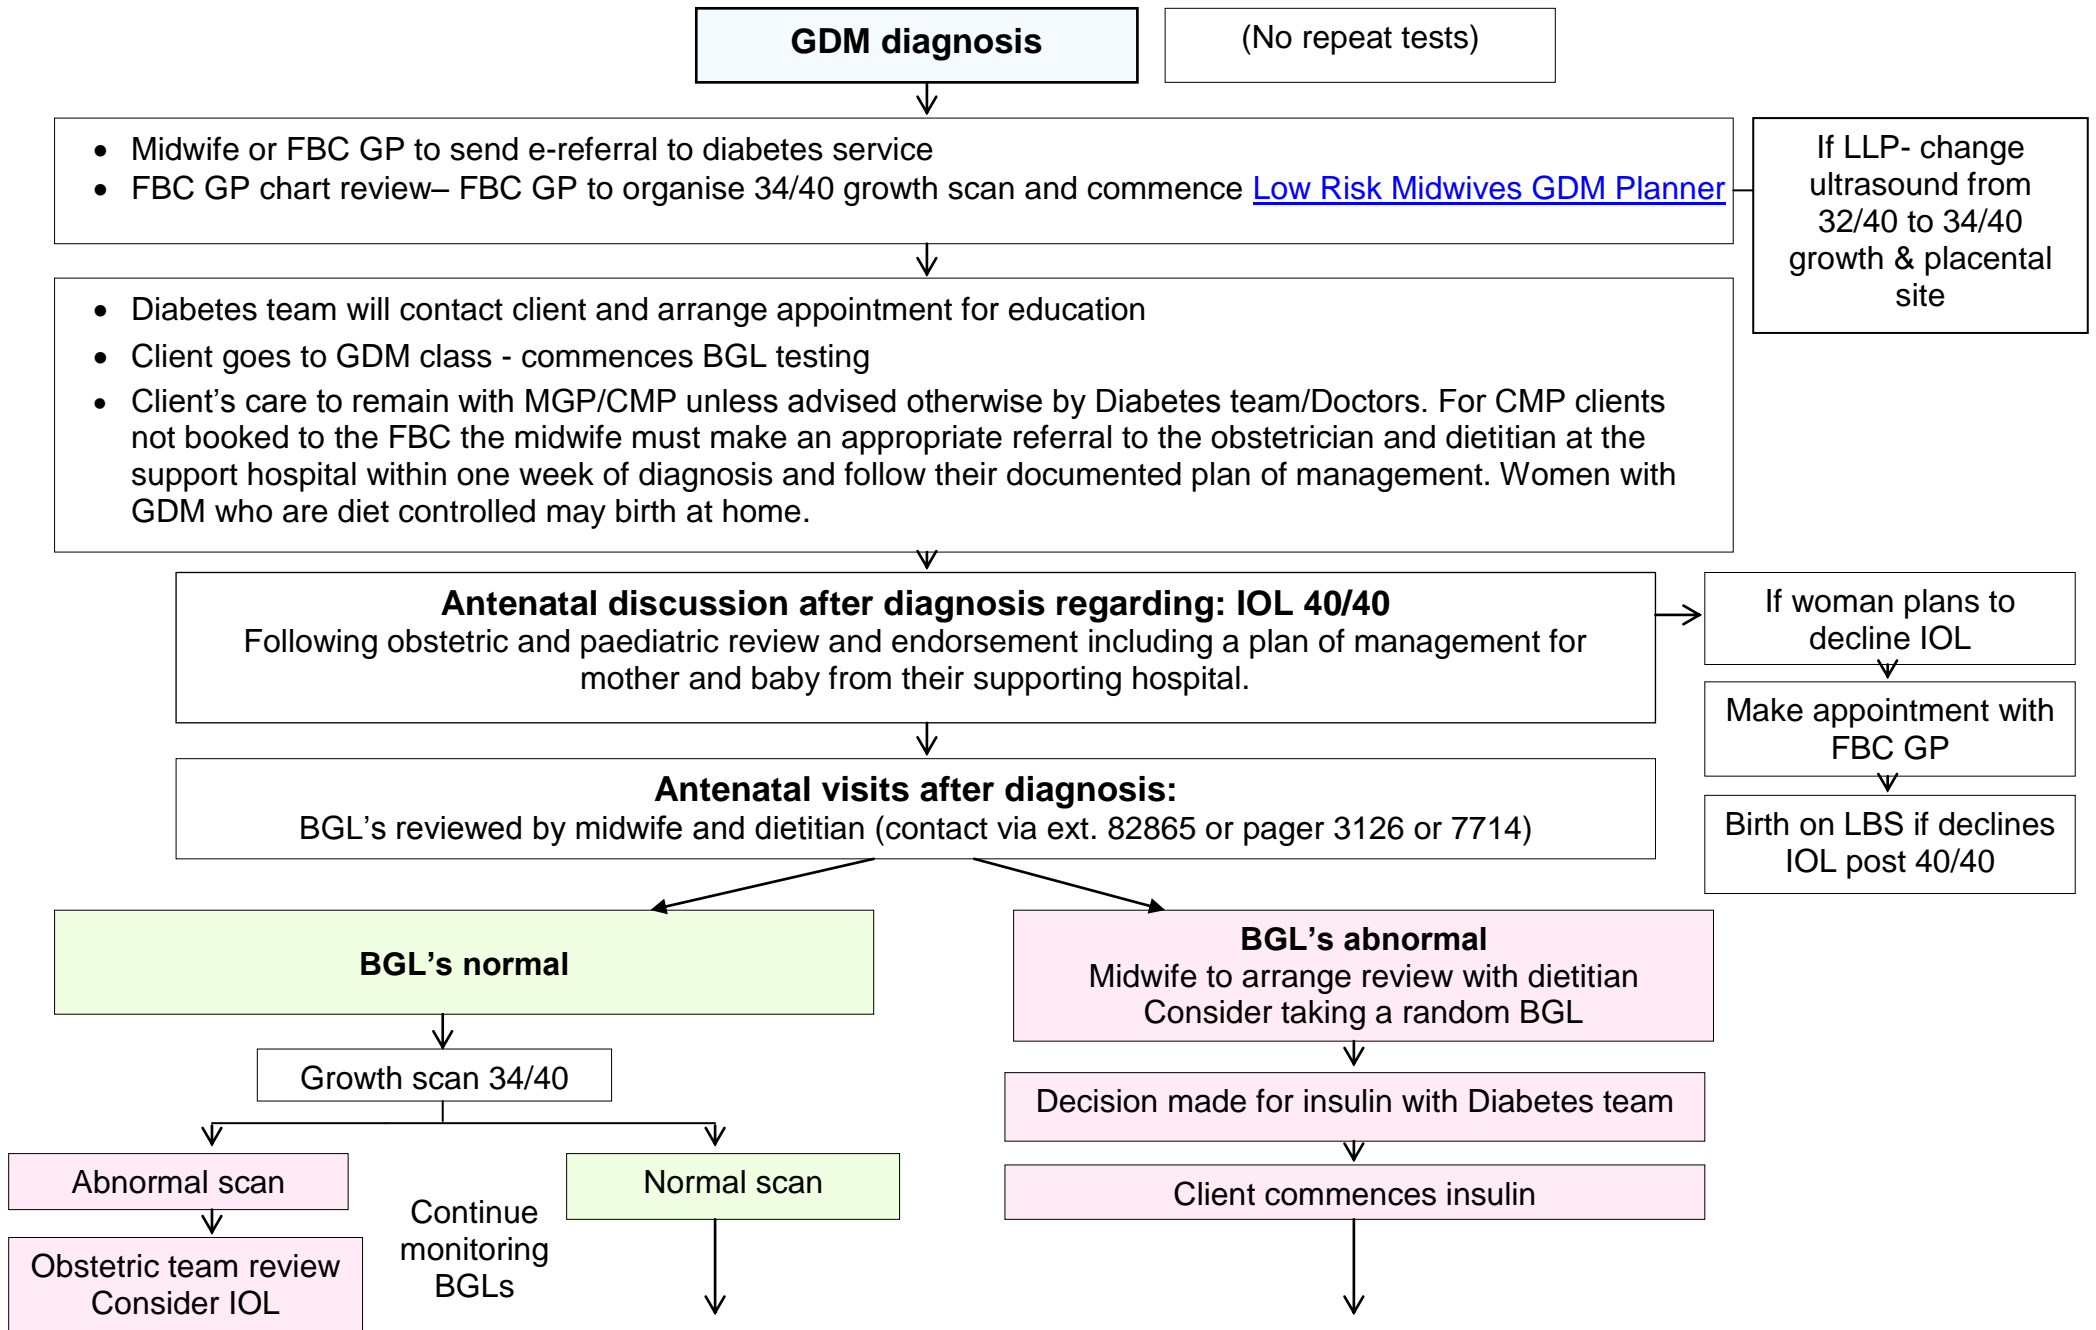 GDM diagnosis
(No repeat tests)
• Midwife or FBC GP to send e-referral to diabetes service
• FBC GP chart review– FBC GP to organise 34/40 growth scan and commence Low Risk Midwives GDM Planner
If LLP- change
ultrasound from
32/40 to 34/40
growth & placental
site
• Diabetes team will contact client and arrange appointment for education
• Client goes to GDM class - commences BGL testing
• Client’s care to remain with MGP/CMP unless advised otherwise by Diabetes team/Doctors. For CMP clients
not booked to the FBC the midwife must make an appropriate referral to the obstetrician and dietitian at the
support hospital within one week of diagnosis and follow their documented plan of management. Women with
GDM who are diet controlled may birth at home.
Antenatal discussion after diagnosis regarding: IOL 40/40
Following obstetric and paediatric review and endorsement including a plan of management for
mother and baby from their supporting hospital.
If woman plans to
decline IOL
Make appointment with
FBC GP
Birth on LBS if declines
IOL post 40/40
Antenatal visits after diagnosis:
BGL’s reviewed by midwife and dietitian (contact via ext. 82865 or pager 3126 or 7714)
BGL’s normal
BGL’s abnormal
Midwife to arrange review with dietitian
Consider taking a random BGL
Growth scan 34/40
Decision made for insulin with Diabetes team
Abnormal scan
Normal scan
Client commences insulin
Continue
monitoring
BGLs
Obstetric team review
Consider IOL